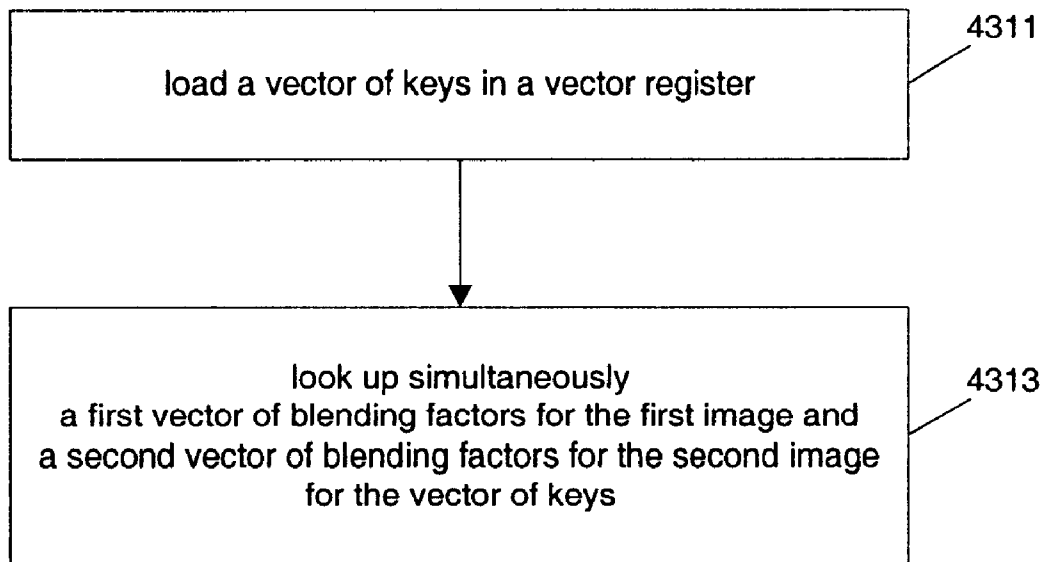 4311
load a vector of keys in a vector register
look up simultaneously
a first vector of blending factors for the first image and
4313
a second vector of blending factors for the second image
for the vector of keys